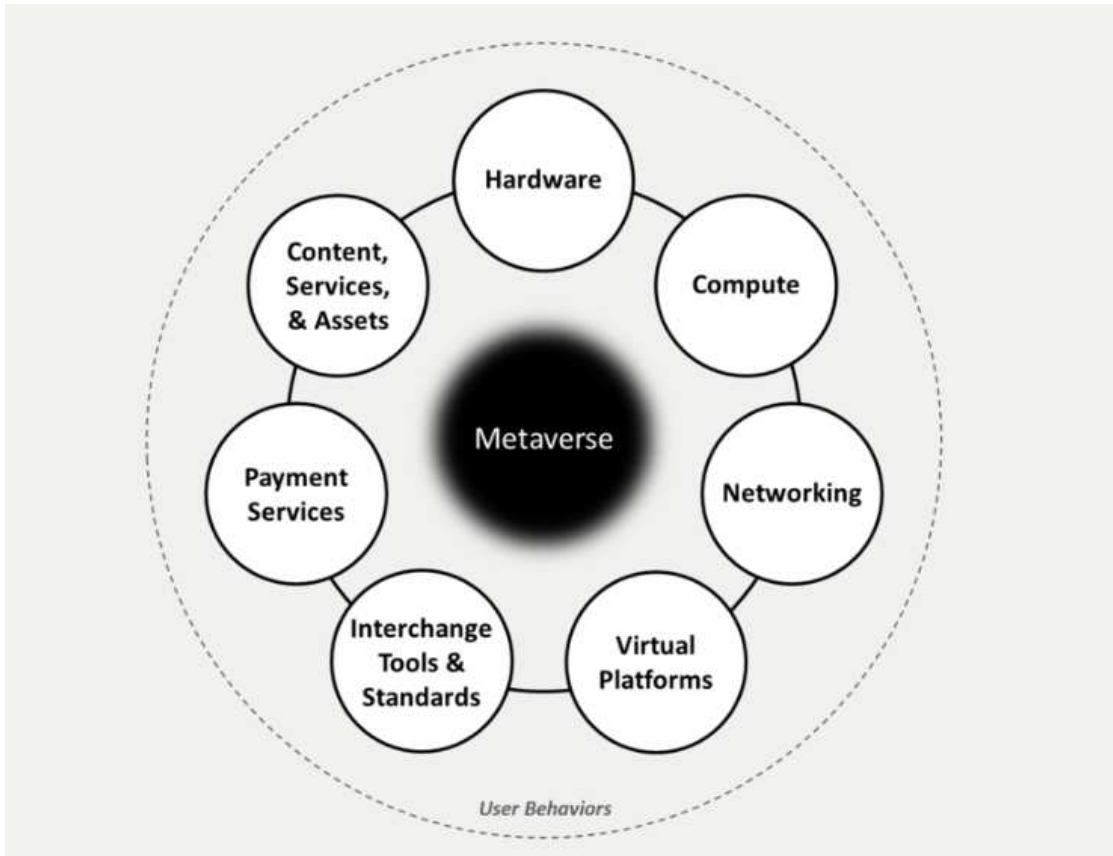 Hardware
Compute
Networking
Virtual
Platforms
Interchange
Tools &
Standards
Payment
Services
Content,
Services,
& Assets
Metaverse
User Behaviors